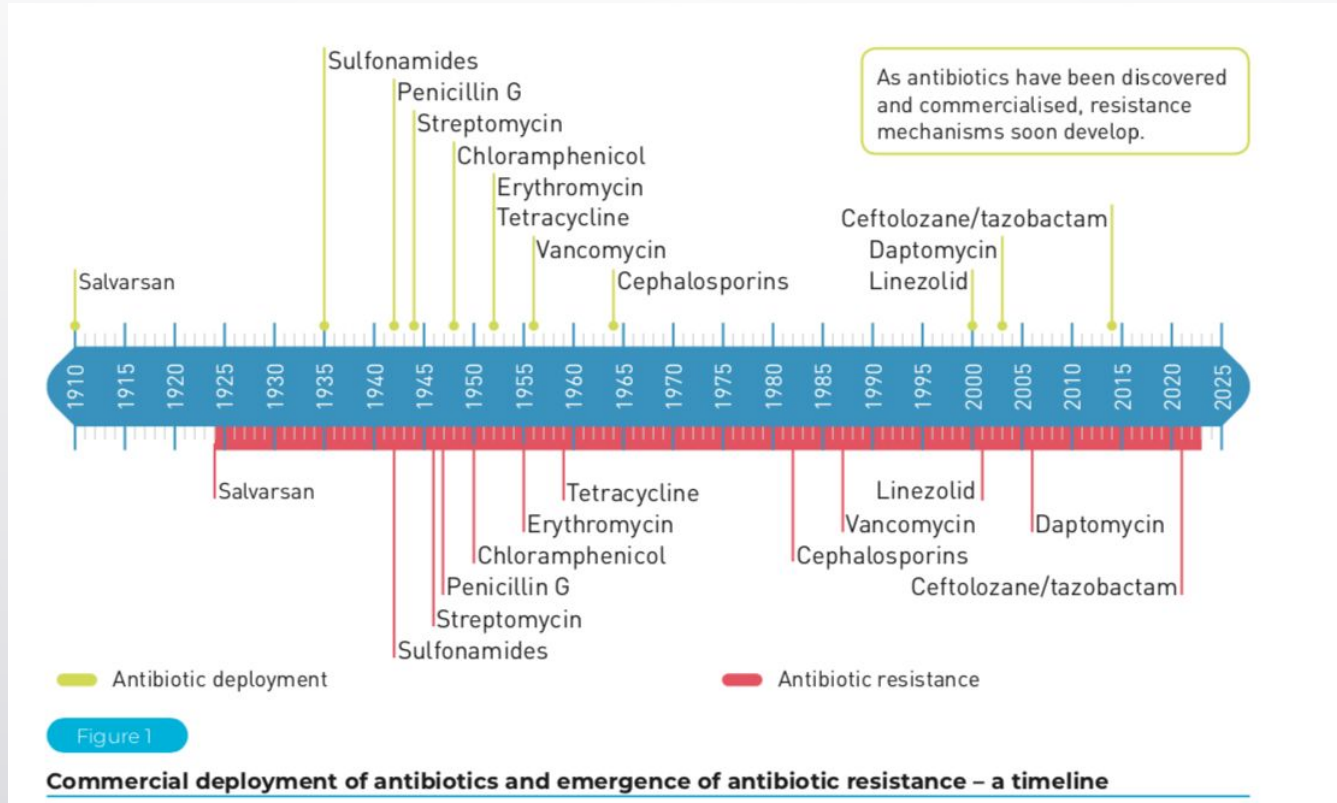 Sulfonamides
Penicillin G
Streptomycin
Chloramphenicol
Erythromycin
Tetracycline
Vancomycin
Cephalosporins
Salvarsan
As antibiotics have been discovered
and commercialised, resistance
mechanisms soon develop.
Ceftolozane/tazobactam
Daptomycin
Linezolid
1910 1915 1920 1925 1930 1935 1940 1945 1950 1955 1960 1965 1970 1975 1980 1985 1990 1995 2000 2005 2010 2015 2020 2025
Salvarsan
Tetracycline
Erythromycin
Chloramphenicol
Penicillin G
Streptomycin
Sulfonamides
Linezolid
Vancomycin
Daptomycin
Cephalosporins
Ceftolozane/tazobactam
Antibiotic deployment
Antibiotic resistance
Figure 1
Commercial deployment of antibiotics and emergence of antibiotic resistance – a timeline